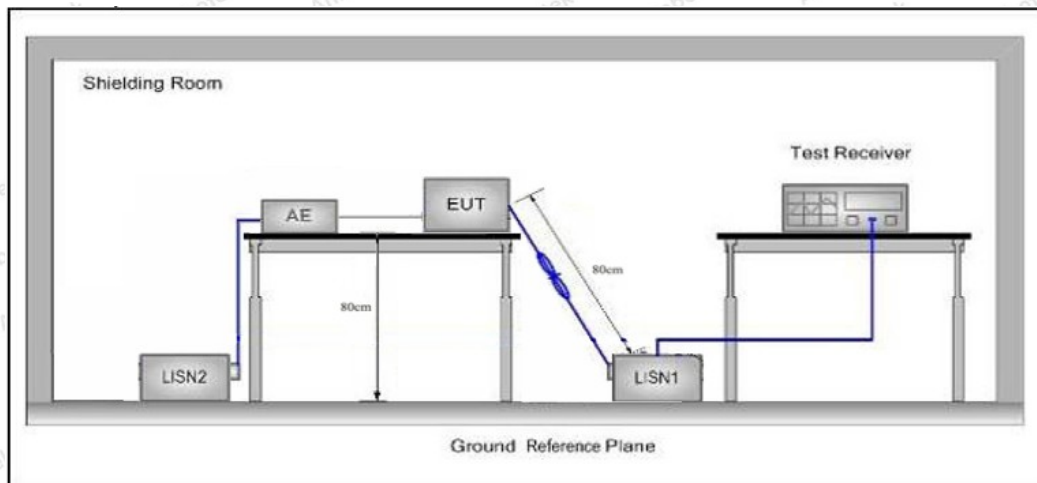 Shielding Room
Test Receiver
AE
EUT
80cm
80cm
LISN2
LISN1
Ground Reference Plane